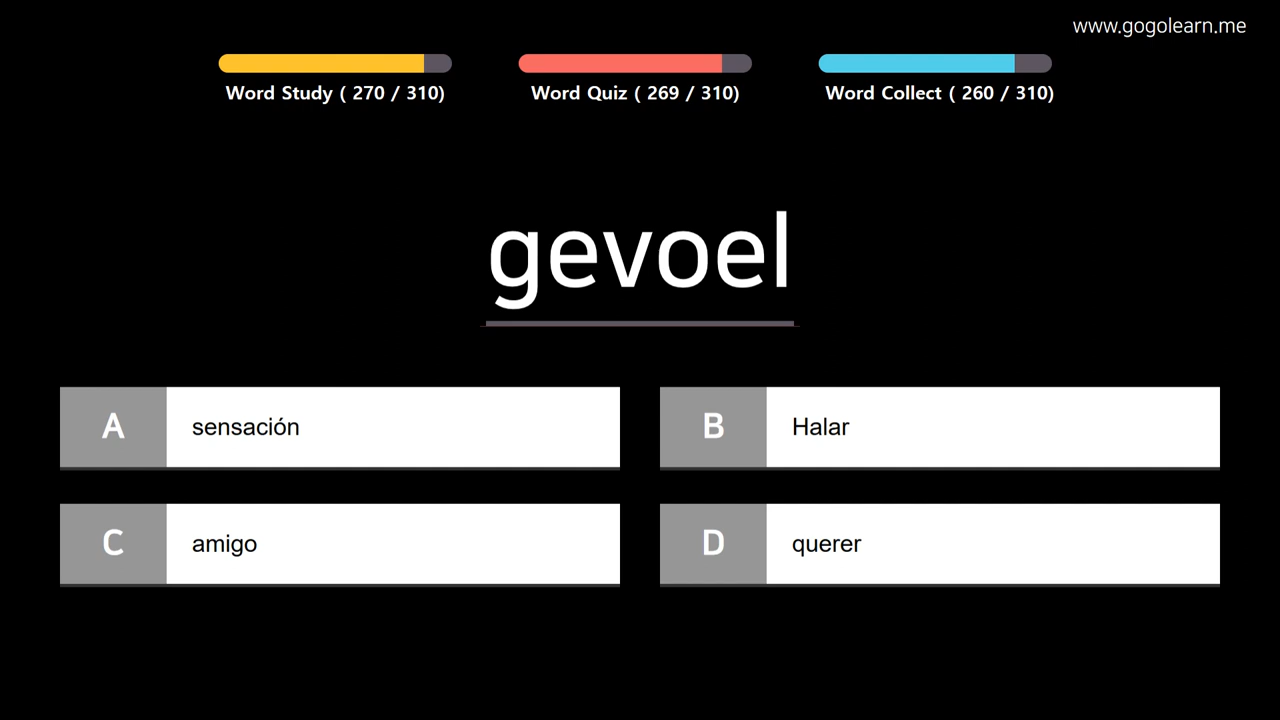 www.gogolearn.me
Word Study ( 270 / 310)
Word Quiz ( 269 / 310)
Word Collect ( 260 / 310)
gevoel
A sensación
B Halar
C amigo
D querer